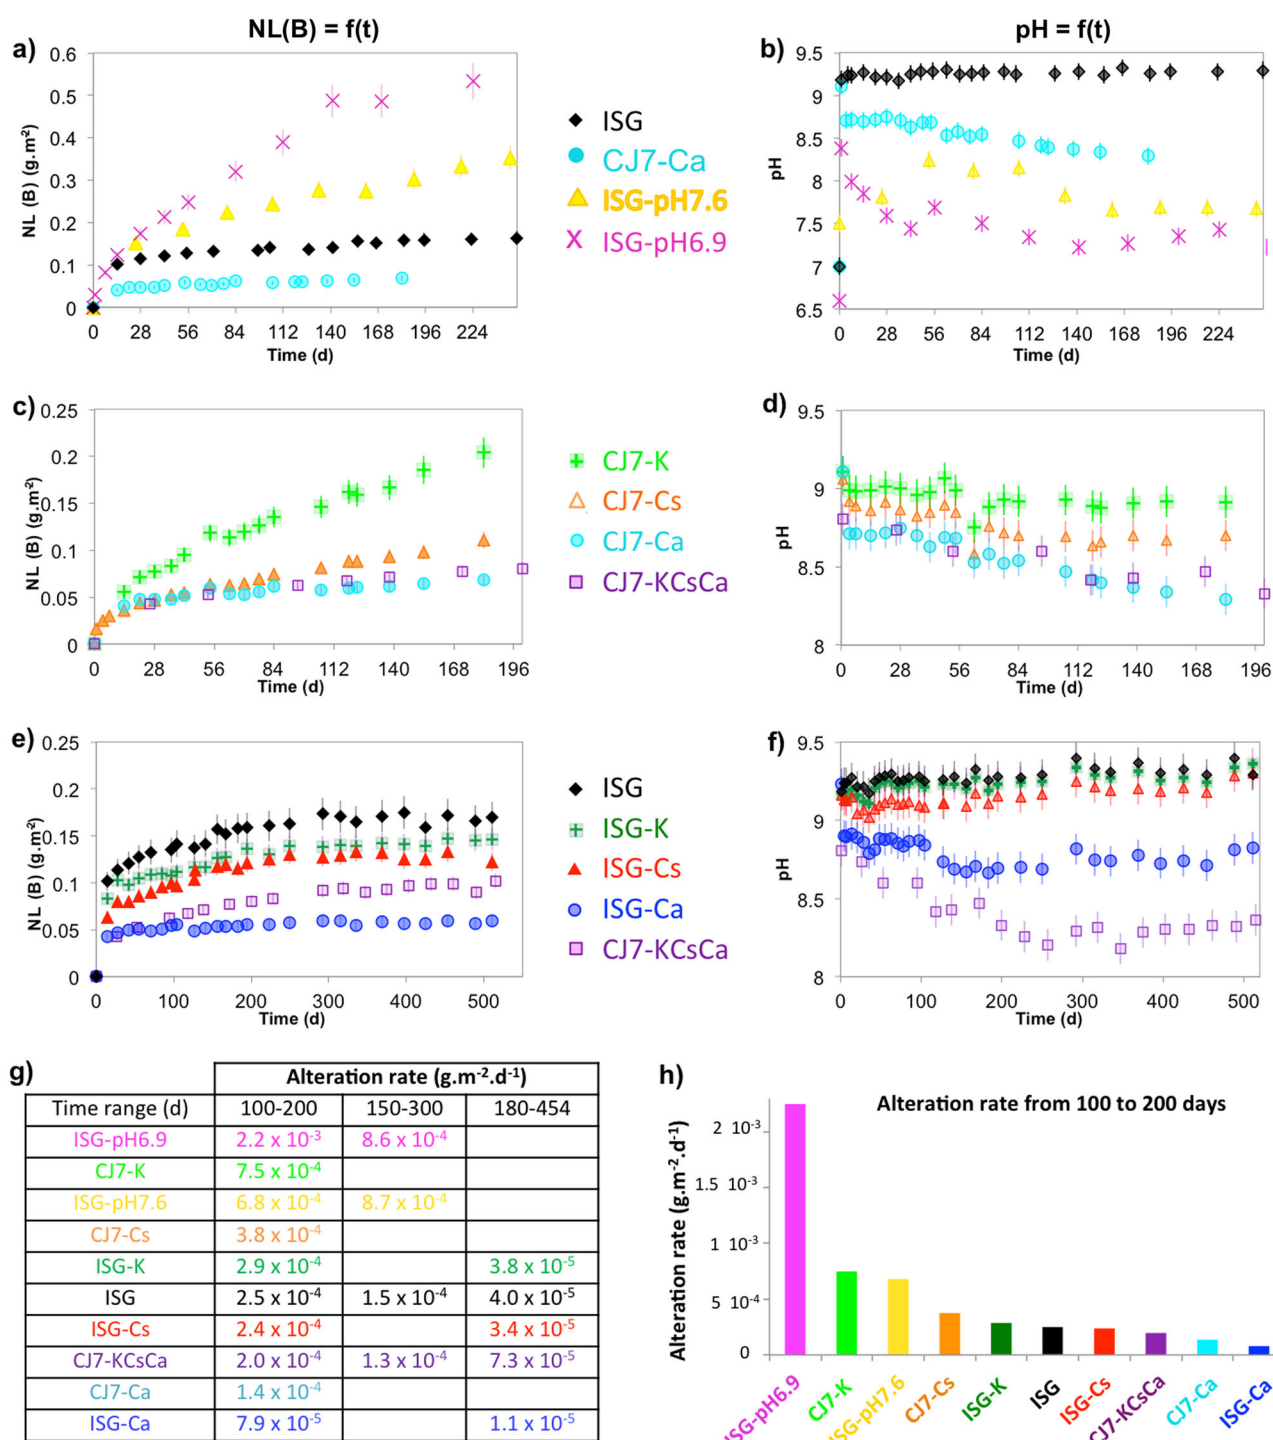 NL(B) = f(t)
pH = f(t)
a)
0.6
0.5
0.4
0.3
0.2
0.1
0
NL (B) (g.m²)
0 28 56 84 112 140 168 196 224
Time (d)
ISG
CJ7-Ca
ISG-pH7.6
ISG-pH6.9
b)
9.5
9
8.5
8
7.5
7
6.5
pH
0 28 56 84 112 140 168 196 224
Time (d)
c)
0.25
0.2
0.15
0.1
0.05
0
NL (B) (g.m²)
0 28 56 84 112 140 168 196
Time (d)
CJ7-K
CJ7-Cs
CJ7-Ca
CJ7-KCsCa
d)
9.5
9
8.5
8
pH
0 28 56 84 112 140 168 196
Time (d)
e)
0.25
0.2
0.15
0.1
0.05
0
NL (B) (g.m²)
0 100 200 300 400 500
Time (d)
ISG
ISG-K
ISG-Cs
ISG-Ca
CJ7-KCsCa
f)
9.5
9
8.5
8
pH
0 100 200 300 400 500
Time (d)
g)
Alteration rate (g.m⁻².d⁻¹)
Time range (d) 100-200 150-300 180-454
ISG-pH6.9 2.2 x 10⁻³ 8.6 x 10⁻⁴
CJ7-K 7.5 x 10⁻⁴
ISG-pH7.6 6.8 x 10⁻⁴ 8.7 x 10⁻⁴
CJ7-Cs 3.8 x 10⁻⁴
ISG-K 2.9 x 10⁻⁴ 3.8 x 10⁻⁵
ISG 2.5 x 10⁻⁴ 1.5 x 10⁻⁴ 4.0 x 10⁻⁵
ISG-Cs 2.4 x 10⁻⁴ 3.4 x 10⁻⁵
CJ7-KCsCa 2.0 x 10⁻⁴ 1.3 x 10⁻⁴ 7.3 x 10⁻⁵
CJ7-Ca 1.4 x 10⁻⁴
ISG-Ca 7.9 x 10⁻⁵ 1.1 x 10⁻⁵
h)
Alteration rate from 100 to 200 days
Alteration rate (g.m⁻².d⁻¹)
2 10⁻³
1.5 10⁻³
1 10⁻³
5 10⁻⁴
0
ISG-pH6.9
CJ7-K
ISG-pH7.6
CJ7-Cs
ISG-K
ISG
ISG-Cs
CJ7-KCsCa
CJ7-Ca
ISG-Ca